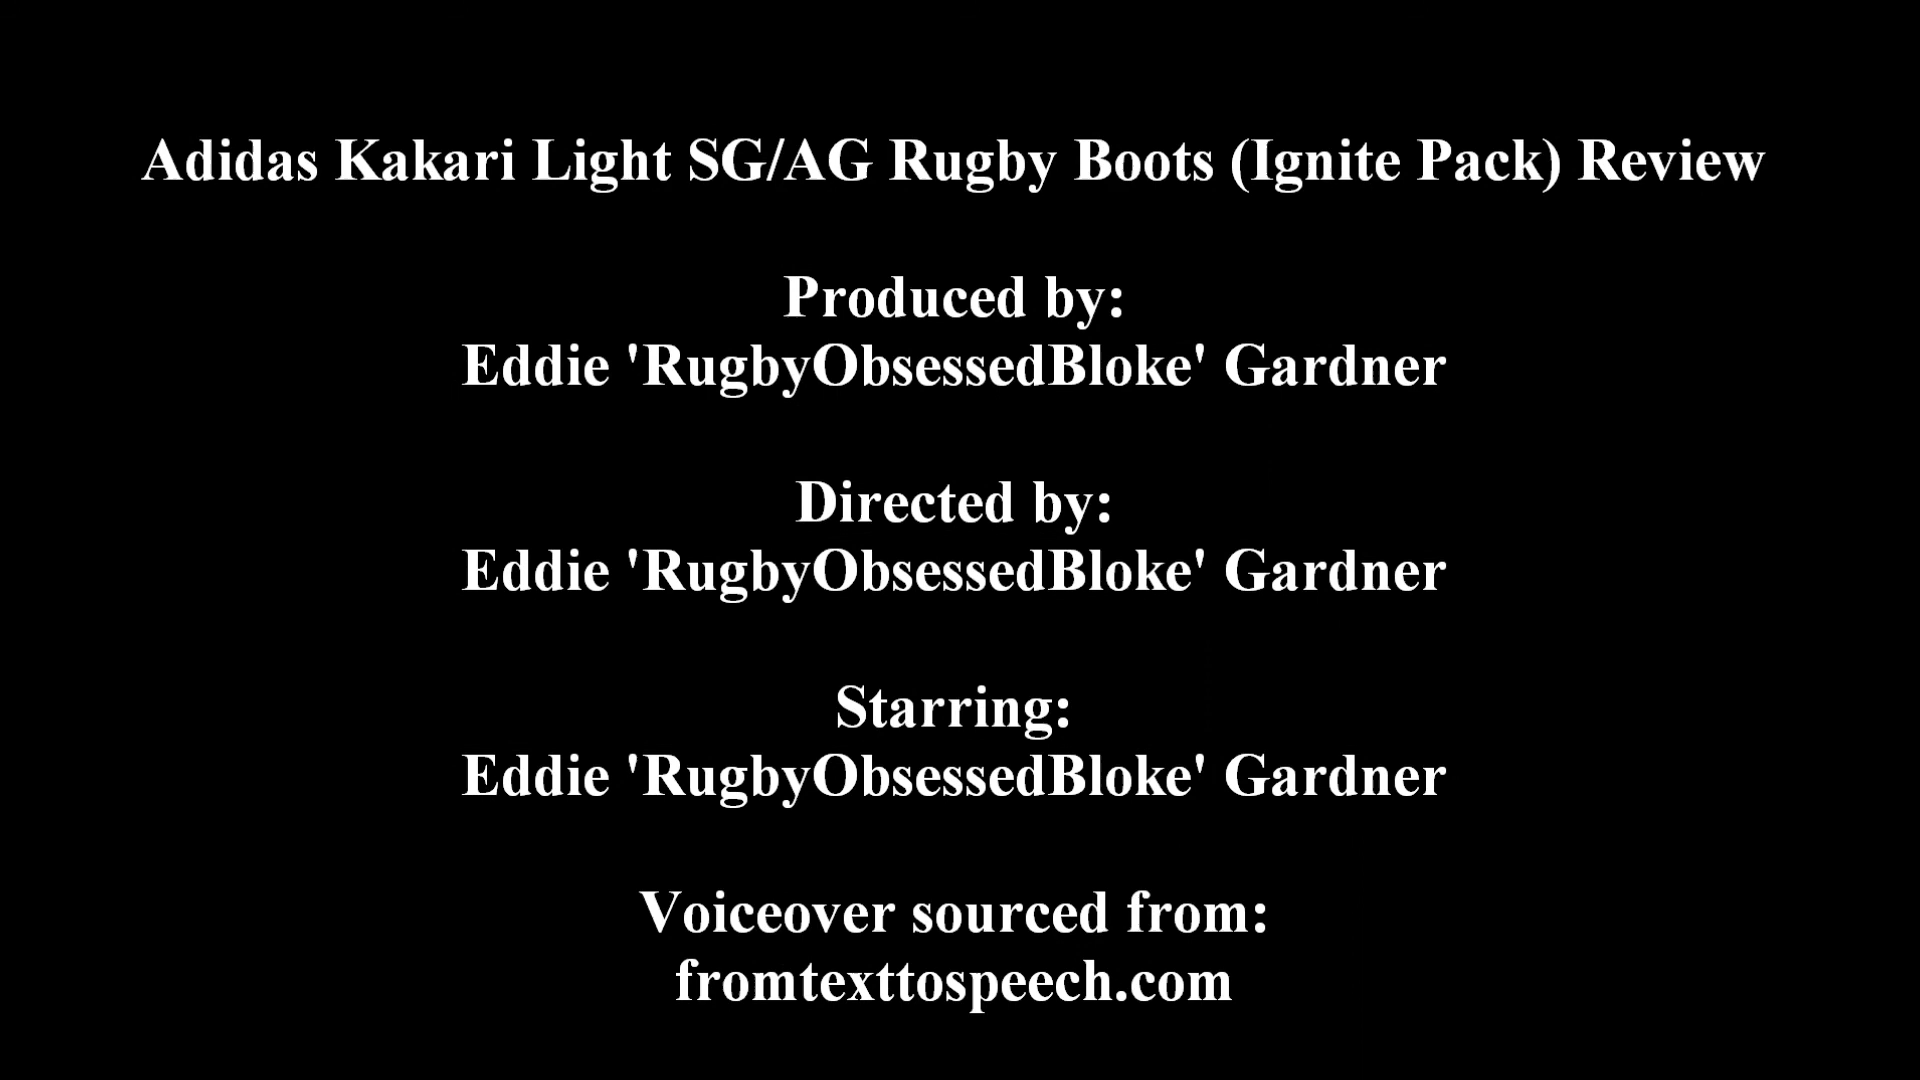 Adidas Kakari Light SG/AG Rugby Boots (Ignite Pack) Review
Produced by:
Eddie 'RugbyObsessedBloke' Gardner
Directed by:
Eddie 'RugbyObsessedBloke' Gardner
Starring:
Eddie 'RugbyObsessedBloke' Gardner
Voiceover sourced from:
fromtexttospeech.com